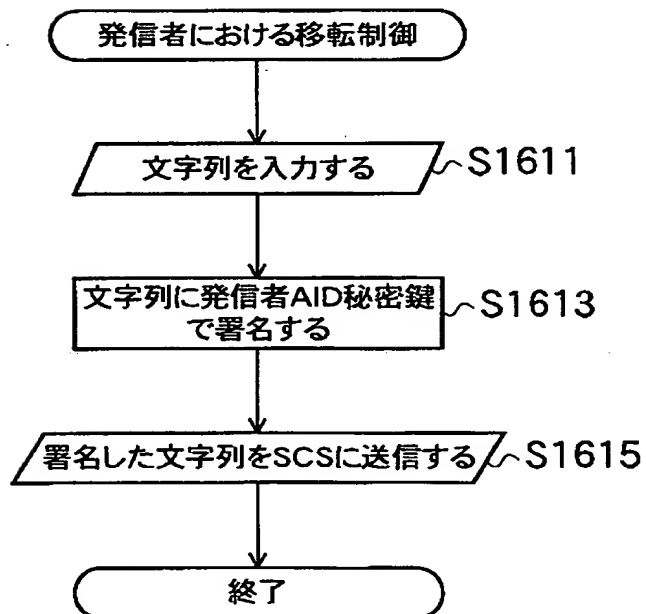 発信者における移転制御
文字列を入力する
S1611
文字列に発信者AID秘密鍵
で署名する
S1613
署名した文字列をSCSに送信する
S1615
終了